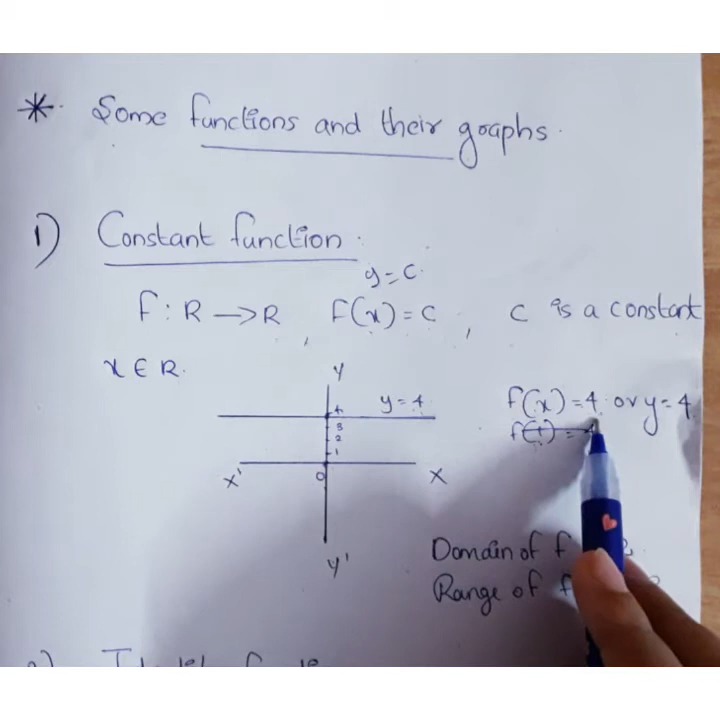 * Some functions and their graphs.
1) Constant function.
y = c.
f : R → R , f(x) = c , c is a constant
x ∈ R.
Y
y = 4
f(x) = 4 or y = 4
4
3
2
1
X' O X
Y'
Domain of f
Range of f
2)